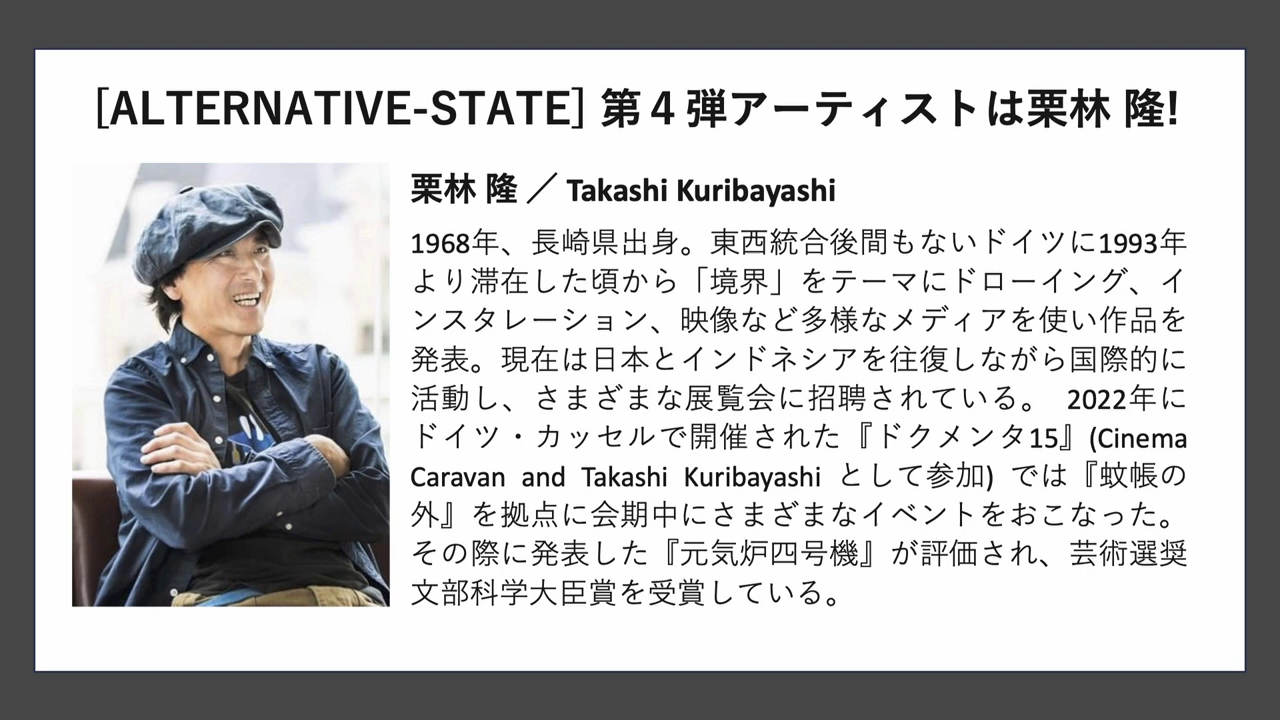 [ALTERNATIVE-STATE] 第４弾アーティストは栗林 隆!
栗林 隆 ／ Takashi Kuribayashi
1968年、長崎県出身。東西統合後間もないドイツに1993年
より滞在した頃から「境界」をテーマにドローイング、イ
ンスタレーション、映像など多様なメディアを使い作品を
発表。現在は日本とインドネシアを往復しながら国際的に
活動し、さまざまな展覧会に招聘されている。 2022年に
ドイツ・カッセルで開催された『ドクメンタ15』(Cinema
Caravan and Takashi Kuribayashi として参加) では『蚊帳の
外』を拠点に会期中にさまざまなイベントをおこなった。
その際に発表した『元気炉四号機』が評価され、芸術選奨
文部科学大臣賞を受賞している。